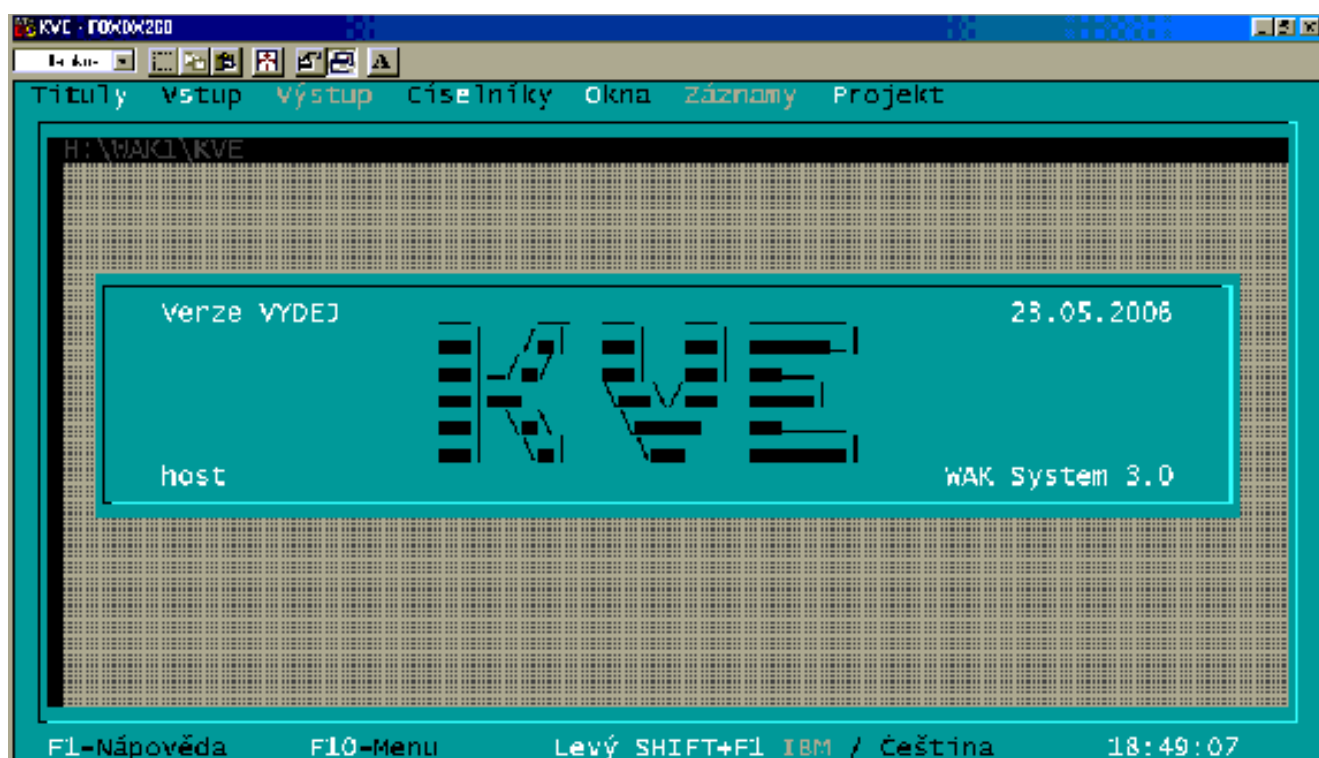 KVE - FOXDX260
Tituly Vstup Výstup Číselníky Okna Záznamy Projekt
H:\WAK1\KVE
Verze VYDEJ 23.05.2006
KVE
host WAK System 3.0
F1-Nápověda F10-Menu Levý SHIFT+F1 IBM / Čeština 18:49:07